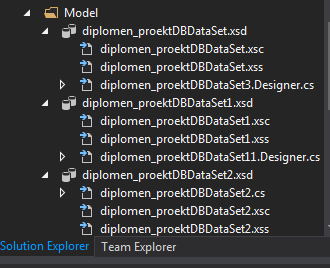 Model
diplomen_proektDBDataSet.xsd
diplomen_proektDBDataSet.xsc
diplomen_proektDBDataSet.xss
diplomen_proektDBDataSet3.Designer.cs
diplomen_proektDBDataSet1.xsd
diplomen_proektDBDataSet1.xsc
diplomen_proektDBDataSet1.xss
diplomen_proektDBDataSet11.Designer.cs
diplomen_proektDBDataSet2.xsd
diplomen_proektDBDataSet2.cs
diplomen_proektDBDataSet2.xsc
diplomen_proektDBDataSet2.xss
Solution Explorer Team Explorer